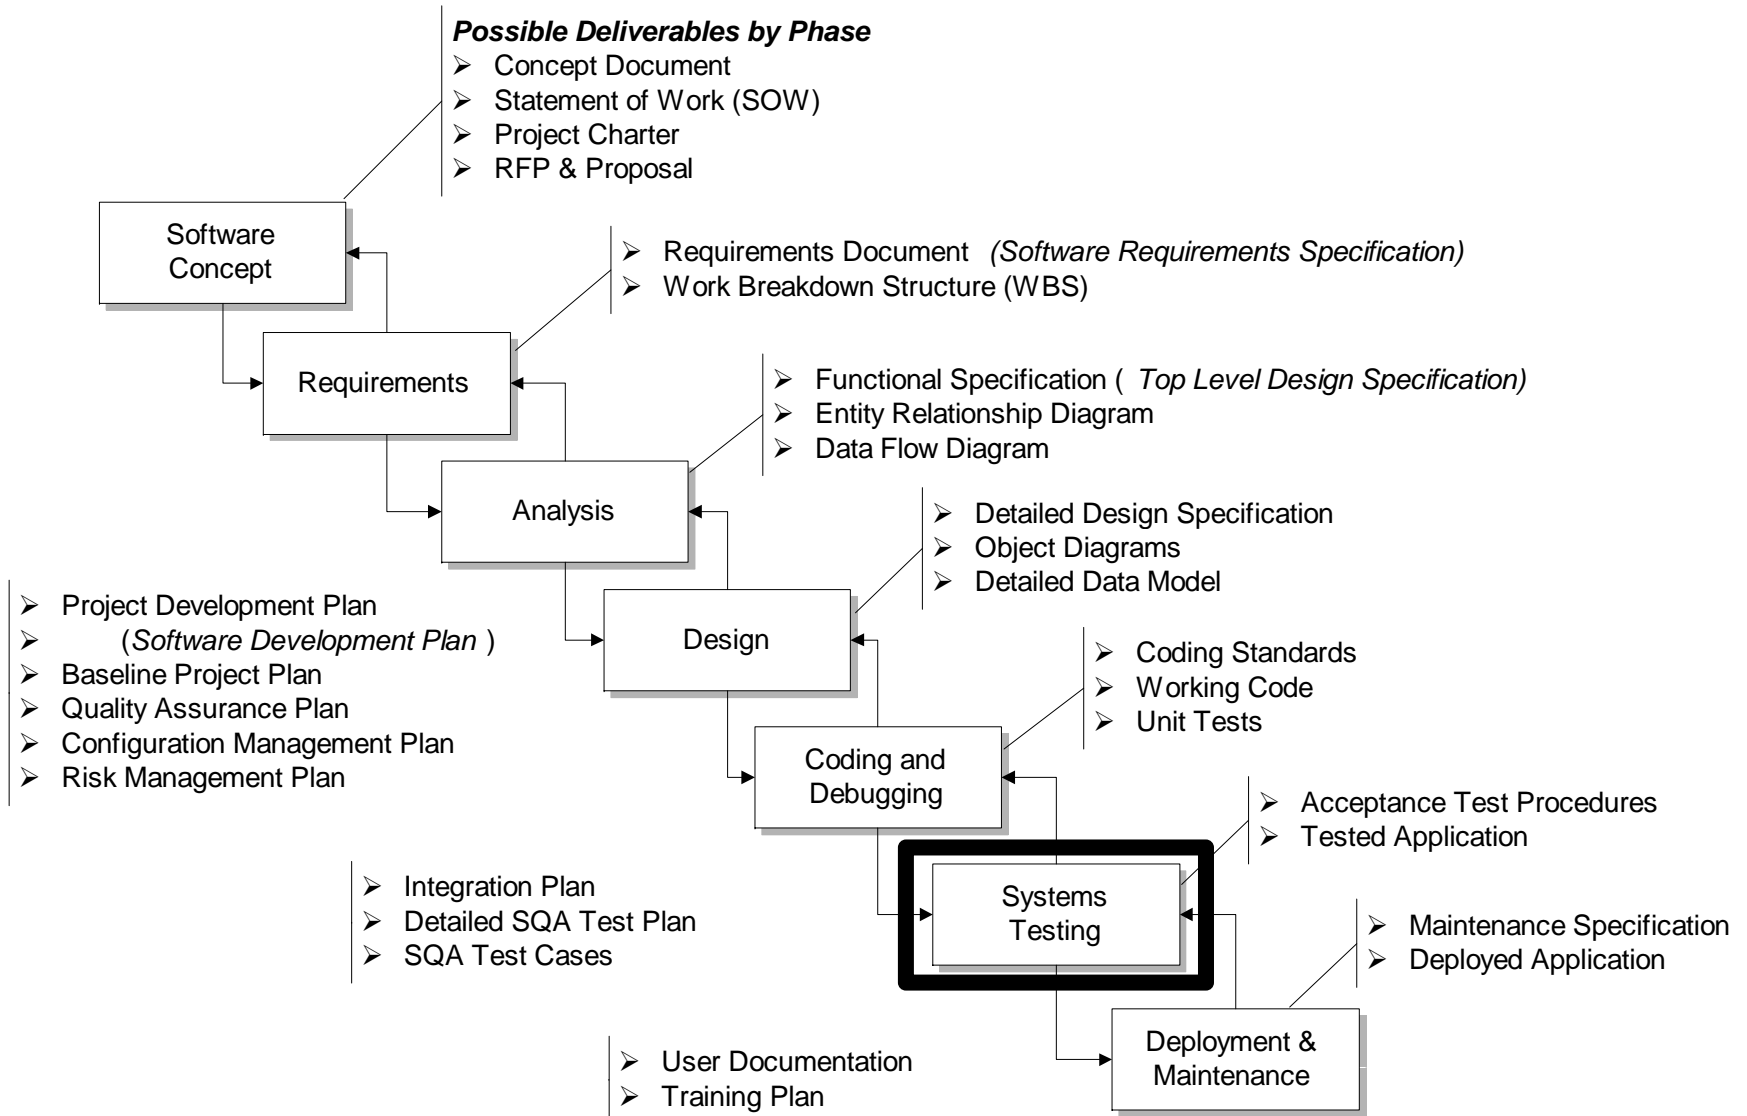 Possible Deliverables by Phase
➢ Concept Document
➢ Statement of Work (SOW)
➢ Project Charter
➢ RFP & Proposal
Software
Concept
➢ Requirements Document (Software Requirements Specification)
➢ Work Breakdown Structure (WBS)
Requirements
➢ Functional Specification ( Top Level Design Specification)
➢ Entity Relationship Diagram
➢ Data Flow Diagram
Analysis
➢ Detailed Design Specification
➢ Object Diagrams
➢ Detailed Data Model
➢ Project Development Plan
➢ (Software Development Plan )
➢ Baseline Project Plan
➢ Quality Assurance Plan
➢ Configuration Management Plan
➢ Risk Management Plan
Design
➢ Coding Standards
➢ Working Code
➢ Unit Tests
Coding and
Debugging
➢ Acceptance Test Procedures
➢ Tested Application
➢ Integration Plan
➢ Detailed SQA Test Plan
➢ SQA Test Cases
Systems
Testing
➢ Maintenance Specification
➢ Deployed Application
➢ User Documentation
➢ Training Plan
Deployment &
Maintenance